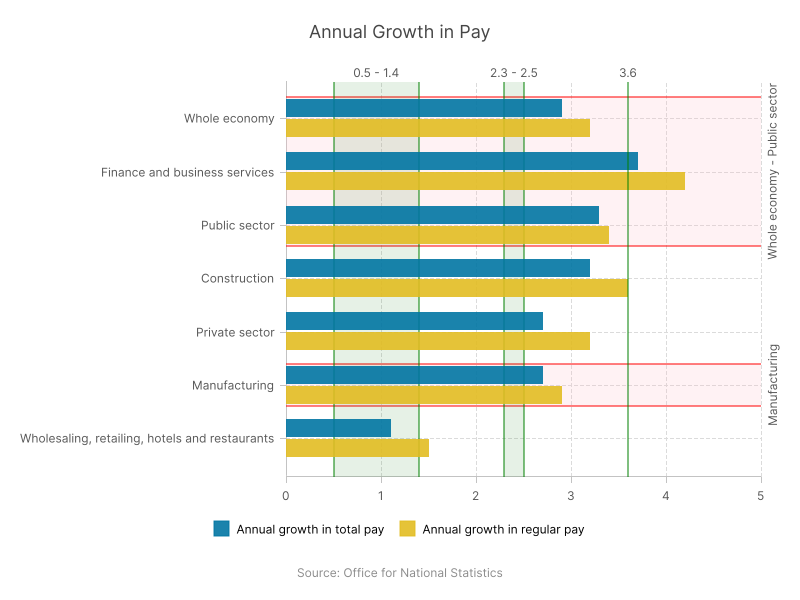 Annual Growth in Pay
0.5 - 1.4
2.3 - 2.5
3.6
Whole economy
Finance and business services
Public sector
Construction
Private sector
Manufacturing
Wholesaling, retailing, hotels and restaurants
Whole economy - Public sector
Manufacturing
0
1
2
3
4
5
Annual growth in total pay
Annual growth in regular pay
Source: Office for National Statistics